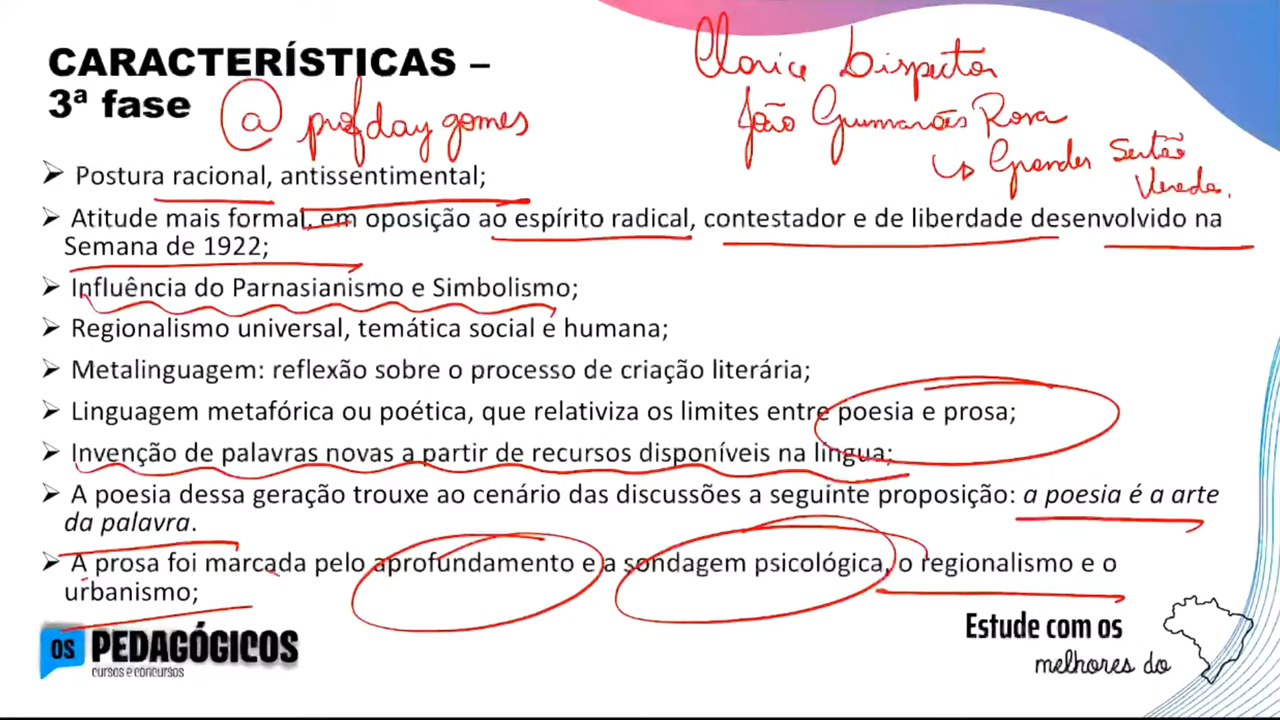 CARACTERÍSTICAS –
3ª fase
@ profdaygomes
Clarice Lispector
João Guimarães Rosa
↳ Grandes Sertão
Veredas.
➢ Postura racional, antissentimental;
➢ Atitude mais formal, em oposição ao espírito radical, contestador e de liberdade desenvolvido na
Semana de 1922;
➢ Influência do Parnasianismo e Simbolismo;
➢ Regionalismo universal, temática social e humana;
➢ Metalinguagem: reflexão sobre o processo de criação literária;
➢ Linguagem metafórica ou poética, que relativiza os limites entre poesia e prosa;
➢ Invenção de palavras novas a partir de recursos disponíveis na língua;
➢ A poesia dessa geração trouxe ao cenário das discussões a seguinte proposição: a poesia é a arte
da palavra.
➢ A prosa foi marcada pelo aprofundamento e a sondagem psicológica, o regionalismo e o
urbanismo;
OS PEDAGÓGICOS
cursos e concursos
Estude com os
melhores do